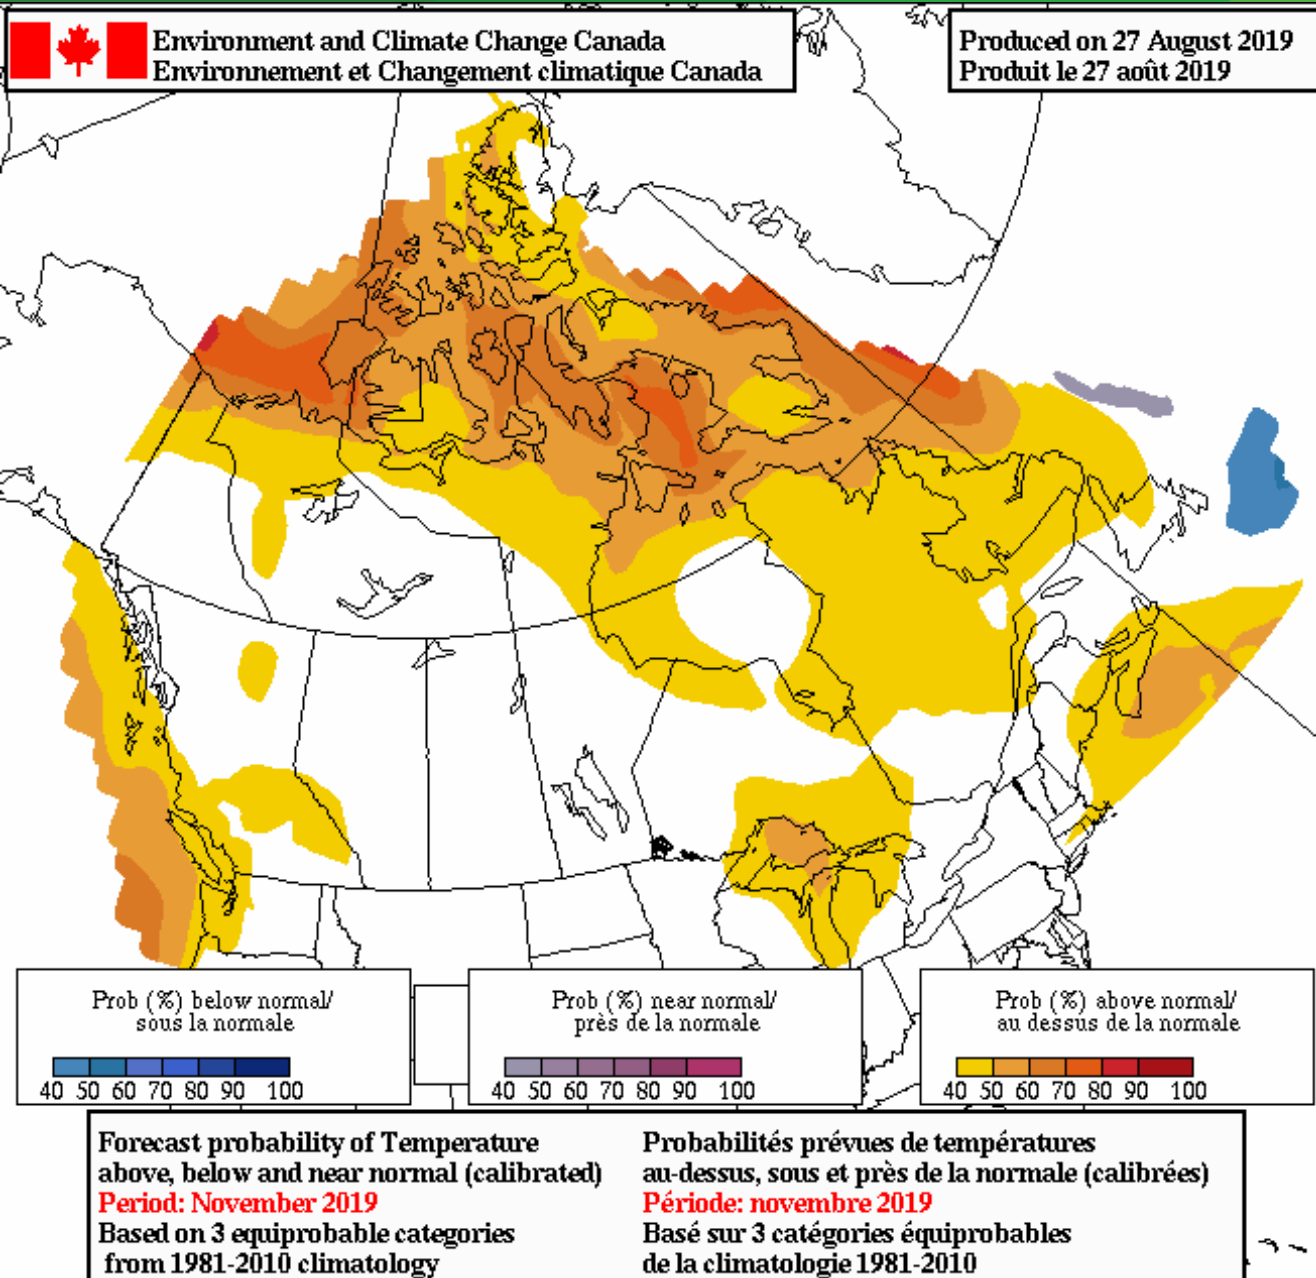 Environment and Climate Change Canada
Environnement et Changement climatique Canada
Produced on 27 August 2019
Produit le 27 août 2019
Prob (%) below normal/
sous la normale
40 50 60 70 80 90 100
Prob (%) near normal/
près de la normale
40 50 60 70 80 90 100
Prob (%) above normal/
au dessus de la normale
40 50 60 70 80 90 100
Forecast probability of Temperature
above, below and near normal (calibrated)
Period: November 2019
Based on 3 equiprobable categories
from 1981-2010 climatology
Probabilités prévues de températures
au-dessus, sous et près de la normale (calibrées)
Période: novembre 2019
Basé sur 3 catégories équiprobables
de la climatologie 1981-2010